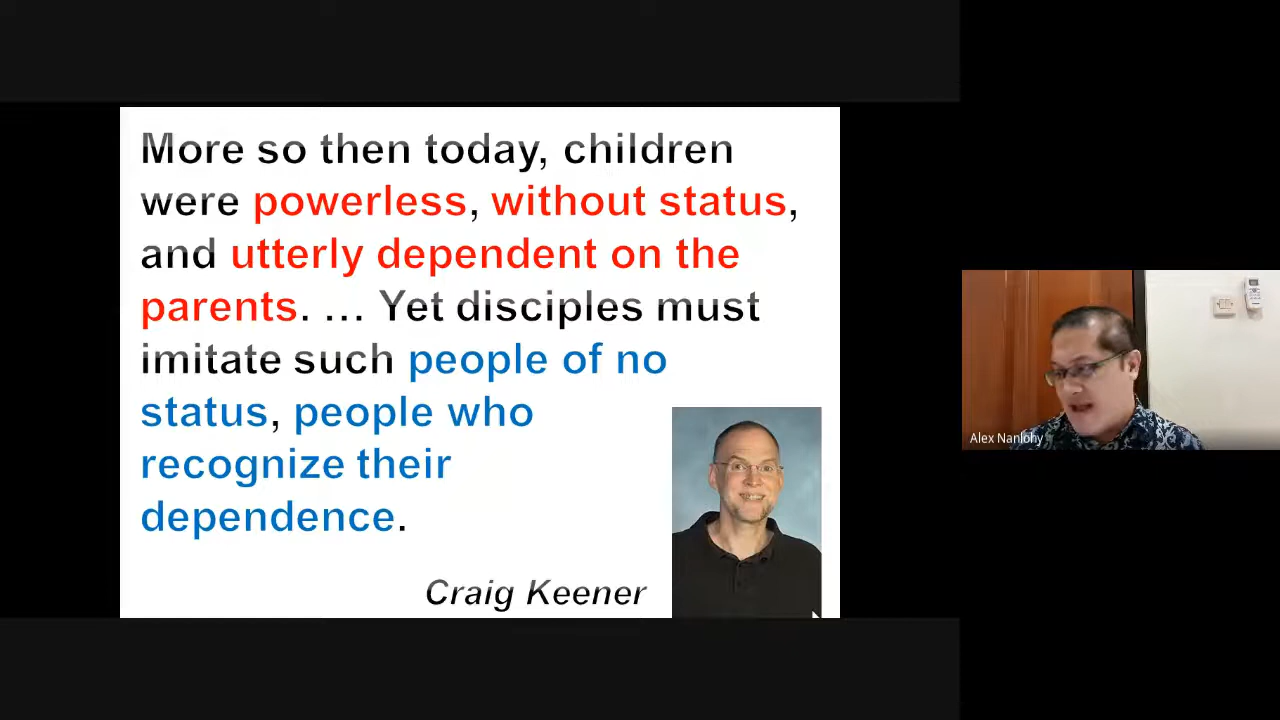 More so then today, children
were powerless, without status,
and utterly dependent on the
parents. ... Yet disciples must
imitate such people of no
status, people who
recognize their
dependence.
Craig Keener
Alex Nanlohy